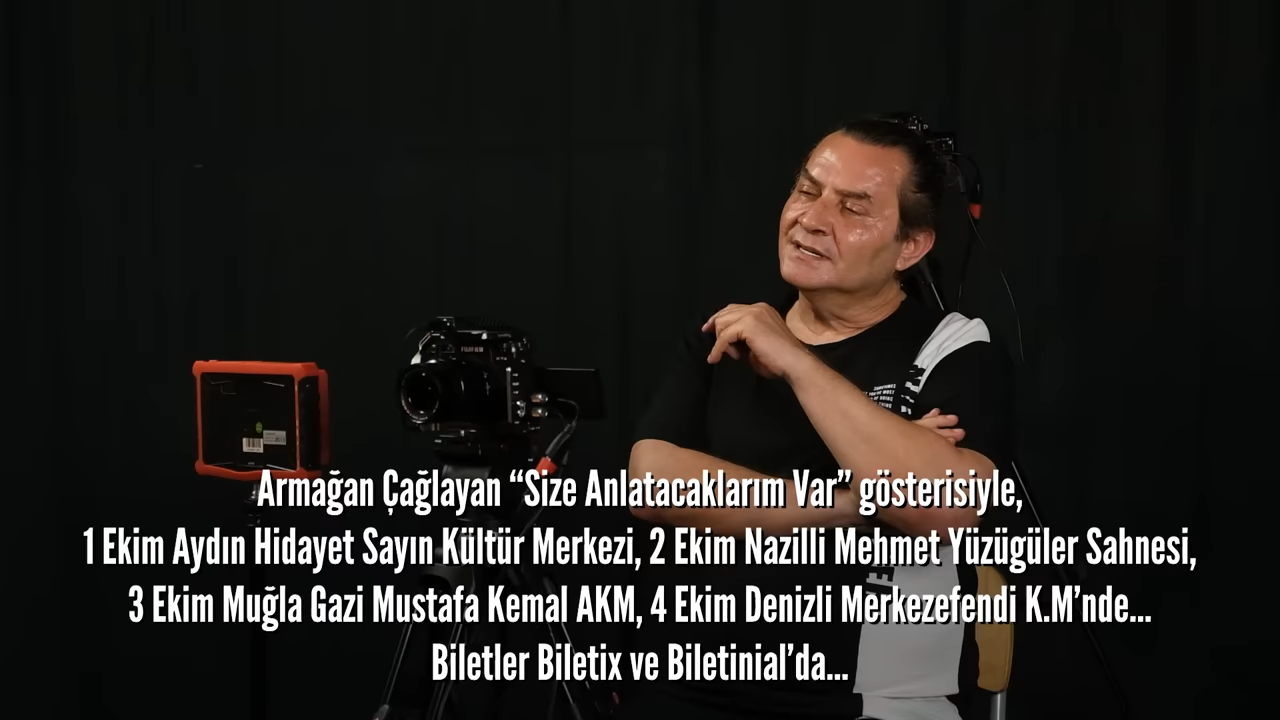 FUJIFILM
Armağan Çağlayan “Size Anlatacaklarım Var” gösterisiyle,
1 Ekim Aydın Hidayet Sayın Kültür Merkezi, 2 Ekim Nazilli Mehmet Yüzügüler Sahnesi,
3 Ekim Muğla Gazi Mustafa Kemal AKM, 4 Ekim Denizli Merkezefendi K.M’nde...
Biletler Biletix ve Biletinial’da...